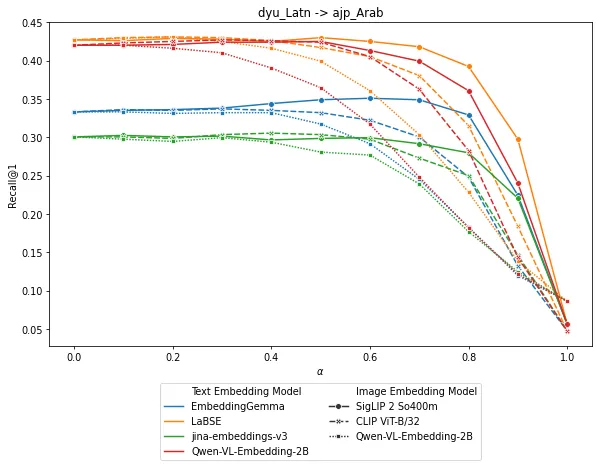 dyu_Latn -> ajp_Arab
0.45
0.40
0.35
0.30
0.25
0.20
0.15
0.10
0.05
Recall@1
0.0 0.2 0.4 0.6 0.8 1.0
α
Text Embedding Model
EmbeddingGemma
LaBSE
jina-embeddings-v3
Qwen-VL-Embedding-2B
Image Embedding Model
SigLIP 2 So400m
CLIP ViT-B/32
Qwen-VL-Embedding-2B